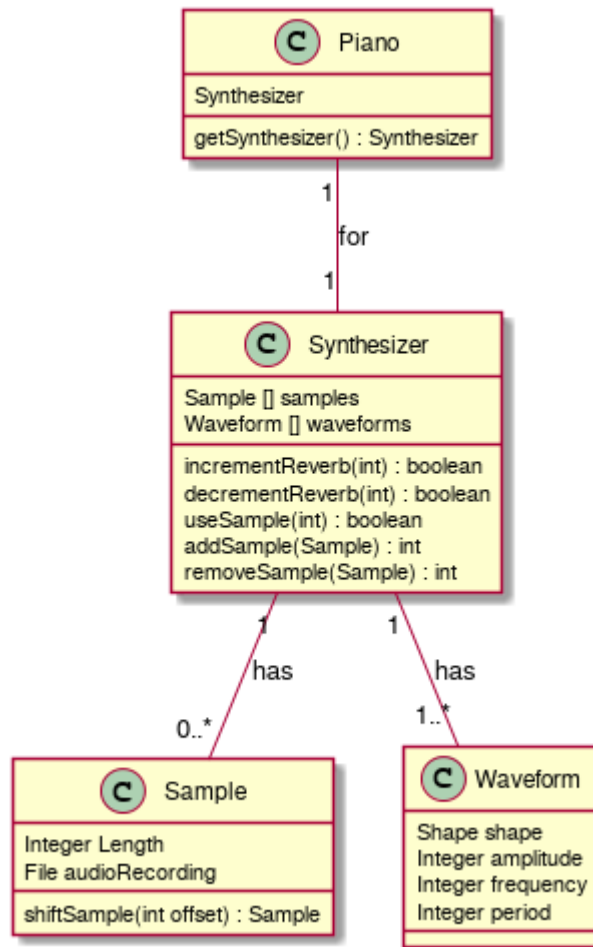 C Piano
Synthesizer
getSynthesizer() : Synthesizer
1
for
1
C Synthesizer
Sample [] samples
Waveform [] waveforms
incrementReverb(int) : boolean
decrementReverb(int) : boolean
useSample(int) : boolean
addSample(Sample) : int
removeSample(Sample) : int
1
1
has
has
0..*
1..*
C Sample
Integer Length
File audioRecording
shiftSample(int offset) : Sample
C Waveform
Shape shape
Integer amplitude
Integer frequency
Integer period